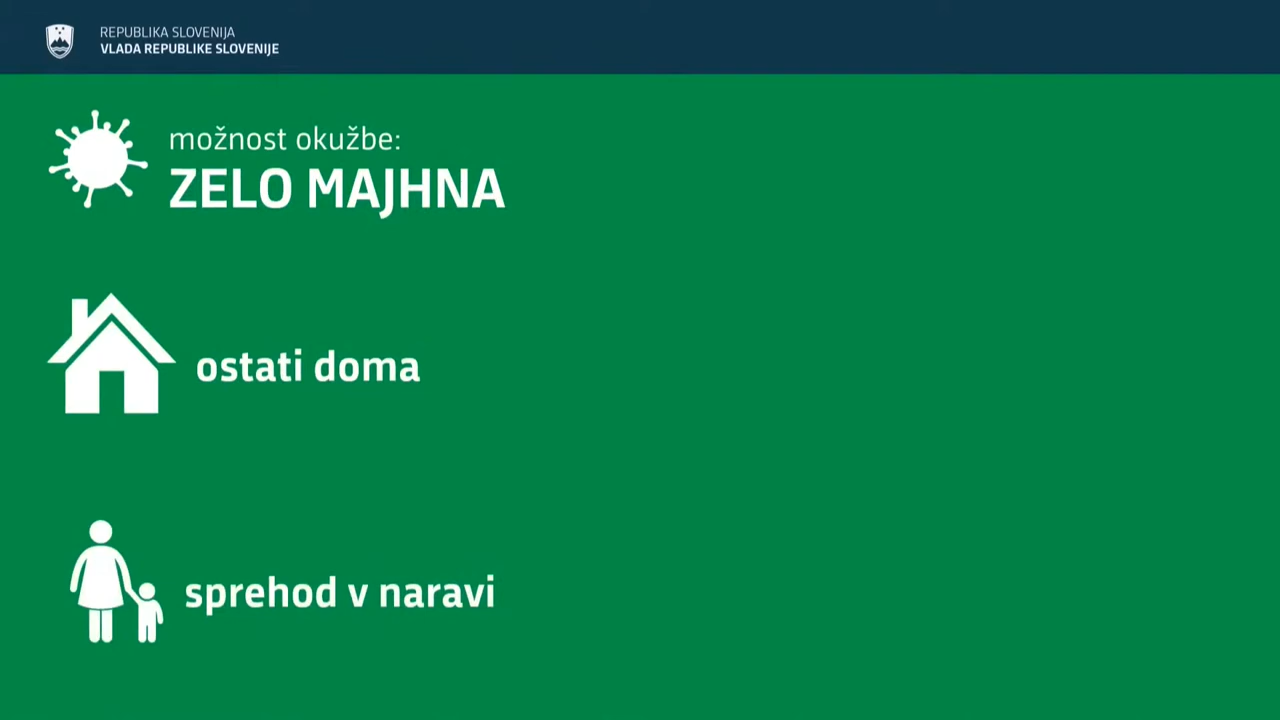 REPUBLIKA SLOVENIJA
VLADA REPUBLIKE SLOVENIJE
možnost okužbe:
ZELO MAJHNA
ostati doma
sprehod v naravi